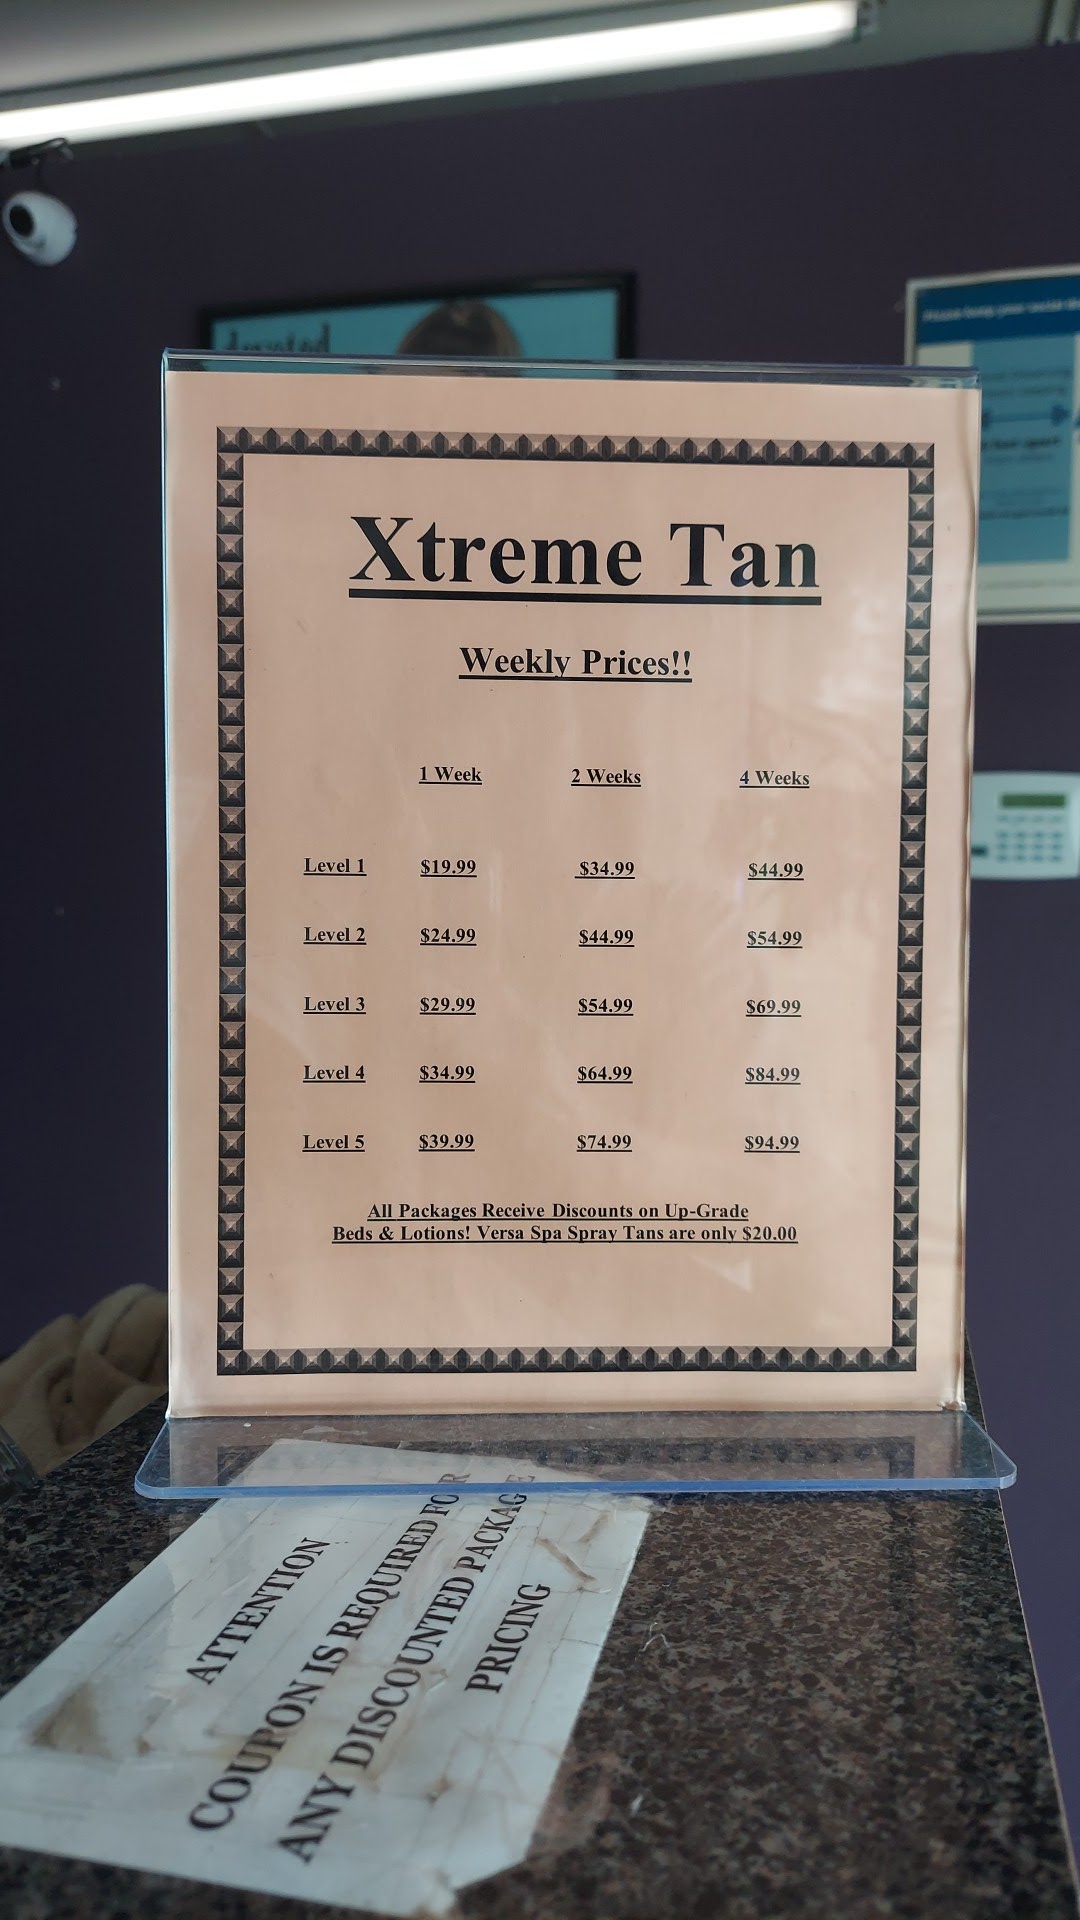 Xtreme Tan
Weekly Prices!!
1 Week 2 Weeks 4 Weeks
Level 1 $19.99 $34.99 $44.99
Level 2 $24.99 $44.99 $54.99
Level 3 $29.99 $54.99 $69.99
Level 4 $34.99 $64.99 $84.99
Level 5 $39.99 $74.99 $94.99
All Packages Receive Discounts on Up-Grade
Beds & Lotions! Versa Spa Spray Tans are only $20.00
ATTENTION
COUPON IS REQUIRED FOR
ANY DISCOUNTED PACKAGE
PRICING
Please keep your social